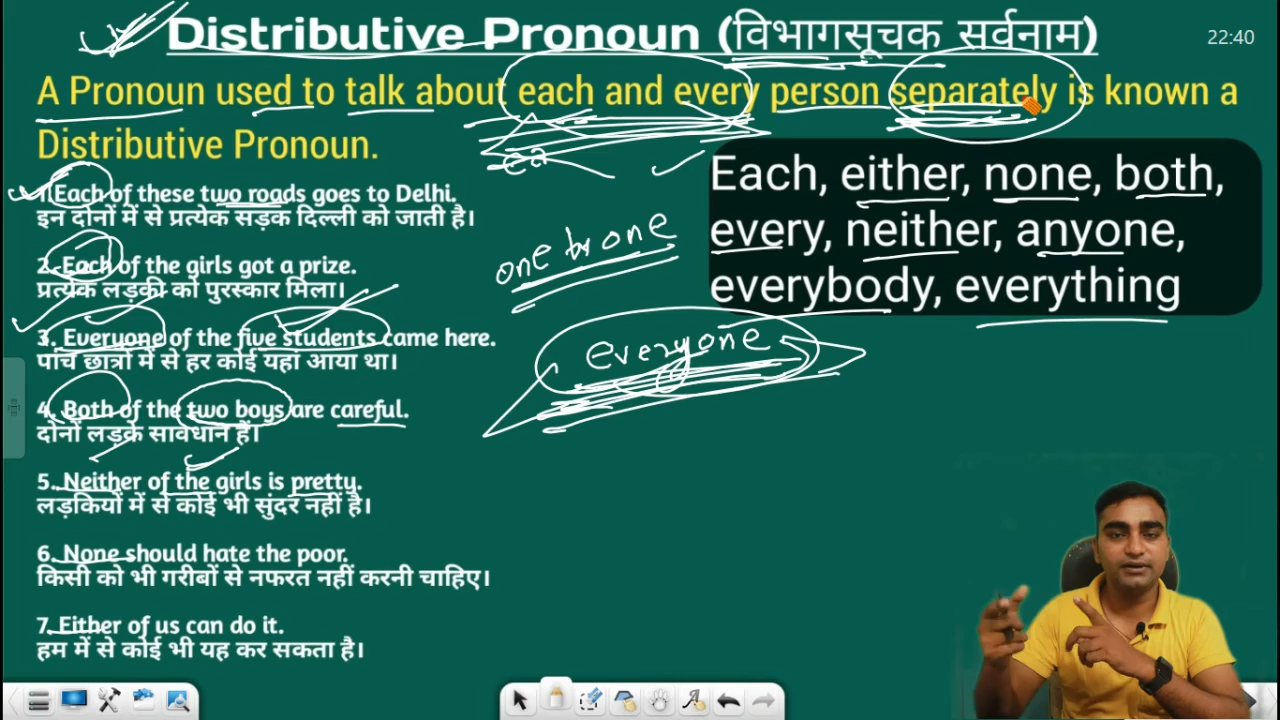 Distributive Pronoun (विभागसूचक सर्वनाम)
22:40
A Pronoun used to talk about each and every person separately is known a
Distributive Pronoun.
Each, either, none, both,
every, neither, anyone,
everybody, everything
ea
one by one
everyone
1. Each of these two roads goes to Delhi.
इन दोनों में से प्रत्येक सड़क दिल्ली को जाती है।
2. Each of the girls got a prize.
प्रत्येक लड़की को पुरस्कार मिला।
3. Everyone of the five students came here.
पांच छात्रों में से हर कोई यहां आया था।
4. Both of the two boys are careful.
दोनों लड़के सावधान हैं।
5. Neither of the girls is pretty.
लड़कियों में से कोई भी सुंदर नहीं है।
6. None should hate the poor.
किसी को भी गरीबों से नफरत नहीं करनी चाहिए।
7. Either of us can do it.
हम में से कोई भी यह कर सकता है।